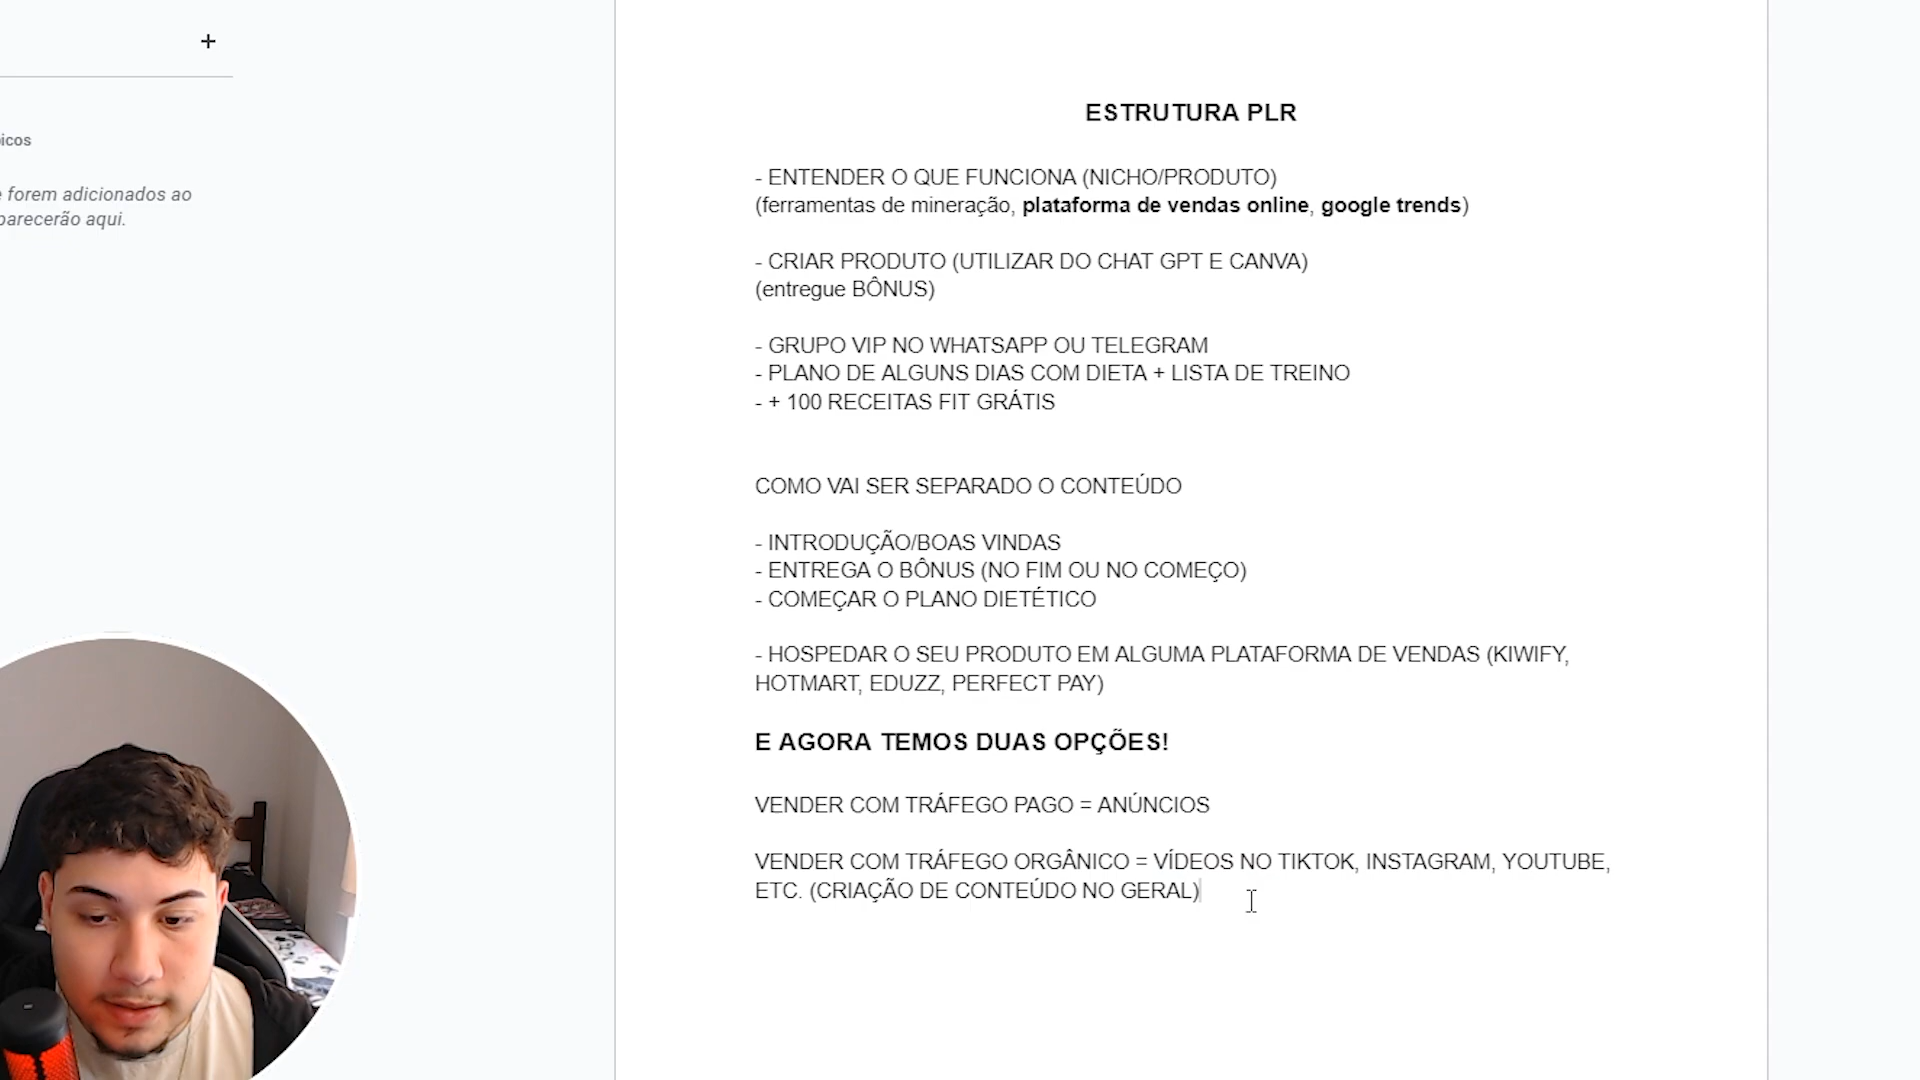 +
icos
forem adicionados ao
parecerão aqui.
ESTRUTURA PLR
- ENTENDER O QUE FUNCIONA (NICHO/PRODUTO)
(ferramentas de mineração, plataforma de vendas online, google trends)
- CRIAR PRODUTO (UTILIZAR DO CHAT GPT E CANVA)
(entregue BÔNUS)
- GRUPO VIP NO WHATSAPP OU TELEGRAM
- PLANO DE ALGUNS DIAS COM DIETA + LISTA DE TREINO
- + 100 RECEITAS FIT GRÁTIS
COMO VAI SER SEPARADO O CONTEÚDO
- INTRODUÇÃO/BOAS VINDAS
- ENTREGA O BÔNUS (NO FIM OU NO COMEÇO)
- COMEÇAR O PLANO DIETÉTICO
- HOSPEDAR O SEU PRODUTO EM ALGUMA PLATAFORMA DE VENDAS (KIWIFY,
HOTMART, EDUZZ, PERFECT PAY)
E AGORA TEMOS DUAS OPÇÕES!
VENDER COM TRÁFEGO PAGO = ANÚNCIOS
VENDER COM TRÁFEGO ORGÂNICO = VÍDEOS NO TIKTOK, INSTAGRAM, YOUTUBE,
ETC. (CRIAÇÃO DE CONTEÚDO NO GERAL)